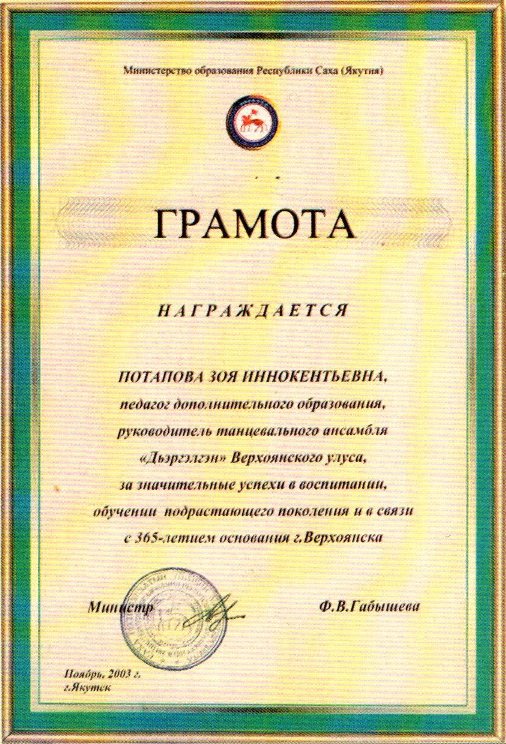 Министерство образования Республики Саха (Якутия)
ГРАМОТА
НАГРАЖДАЕТСЯ
ПОТАПОВА ЗОЯ ИННОКЕНТЬЕВНА,
педагог дополнительного образования,
руководитель танцевального ансамбля
«Дьэргэлгэн» Верхоянского улуса,
за значительные успехи в воспитании,
обучении подрастающего поколения и в связи
с 365-летием основания г.Верхоянска
Министр Ф.В.Габышева
Ноябрь, 2003 г.
г.Якутск